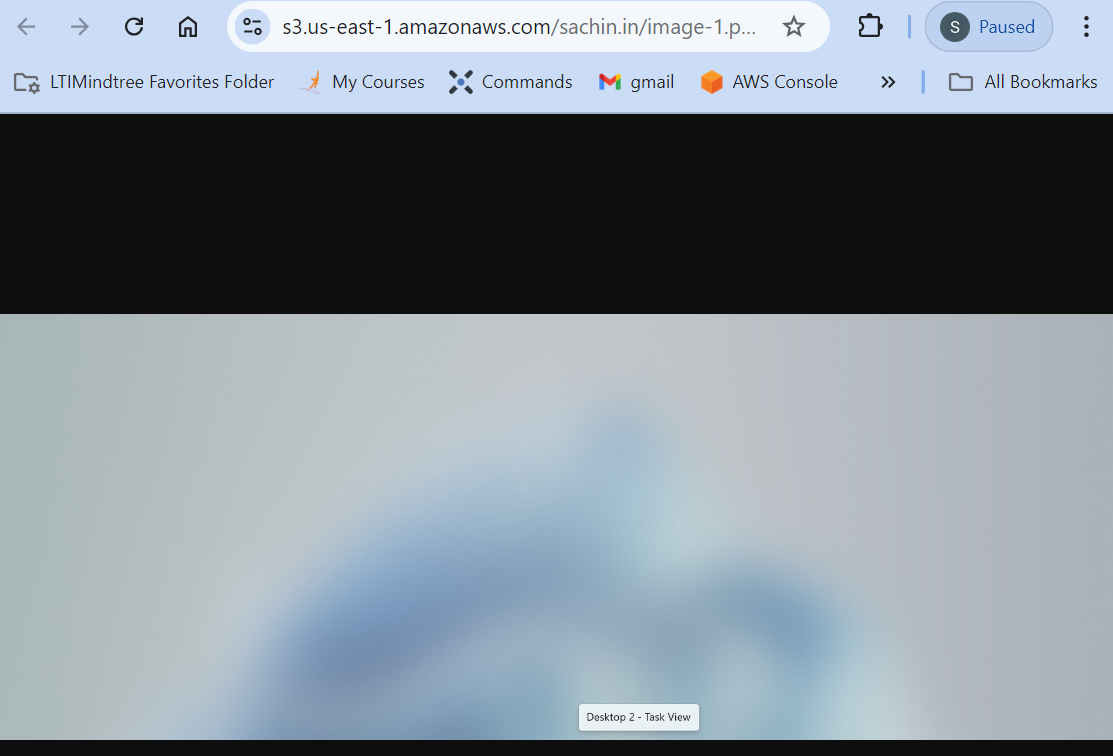 s3.us-east-1.amazonaws.com/sachin.in/image-1.p...
S Paused
LTIMindtree Favorites Folder My Courses Commands gmail AWS Console All Bookmarks
Desktop 2 - Task View